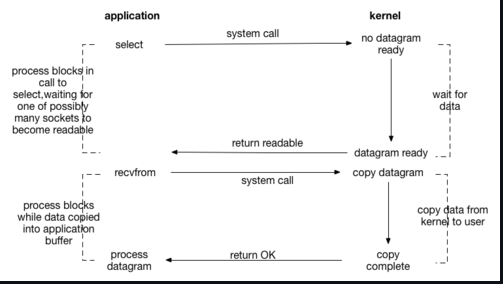 application
kernel
select
system call
no datagram
ready
process blocks in
call to
select,waiting for
one of possibly
many sockets to
become readable
wait for
data
return readable
datagram ready
recvfrom
system call
copy datagram
process blocks
while data copied
into application
buffer
copy data from
kernel to user
process
datagram
return OK
copy
complete